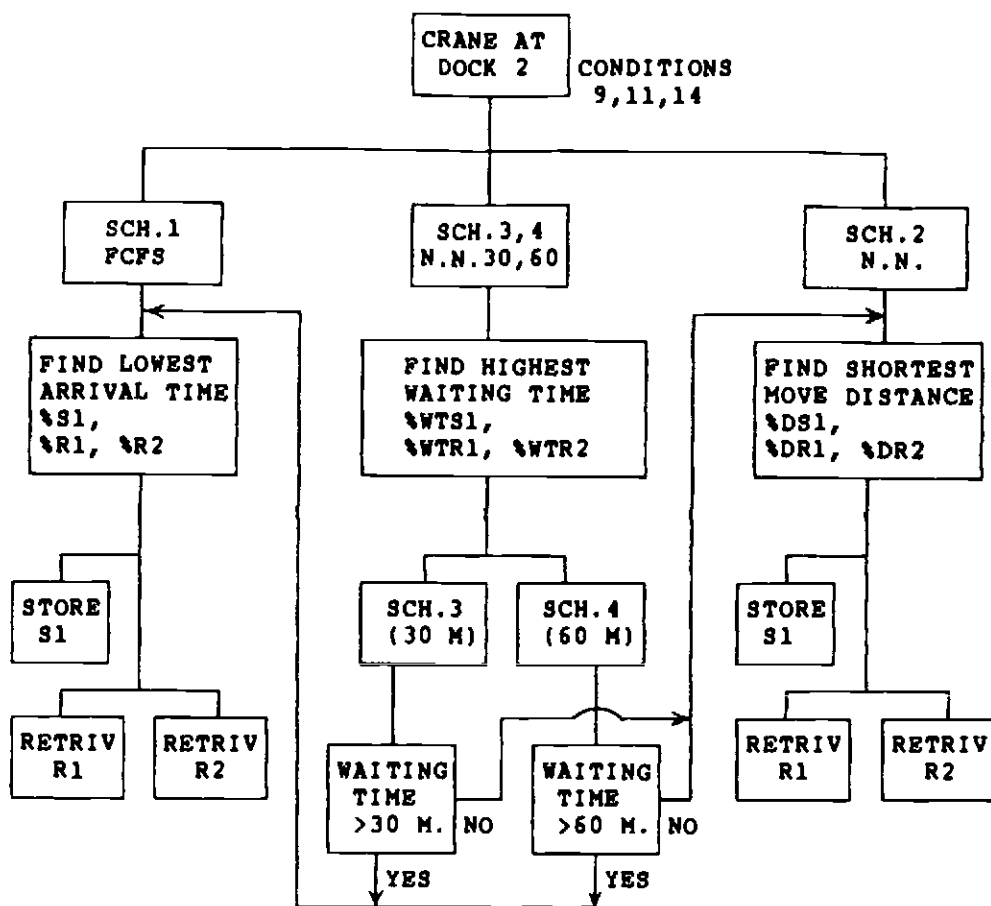 CRANE AT
DOCK 2
CONDITIONS
9,11,14
SCH.1
FCFS
SCH.3,4
N.N.30,60
SCH.2
N.N.
FIND LOWEST
ARRIVAL TIME
%S1,
%R1, %R2
FIND HIGHEST
WAITING TIME
%WTS1,
%WTR1, %WTR2
FIND SHORTEST
MOVE DISTANCE
%DS1,
%DR1, %DR2
STORE
S1
SCH.3
(30 M)
SCH.4
(60 M)
STORE
S1
RETRIV
R1
RETRIV
R2
WAITING
TIME
>30 M.
NO
WAITING
TIME
>60 M.
NO
RETRIV
R1
RETRIV
R2
YES
YES